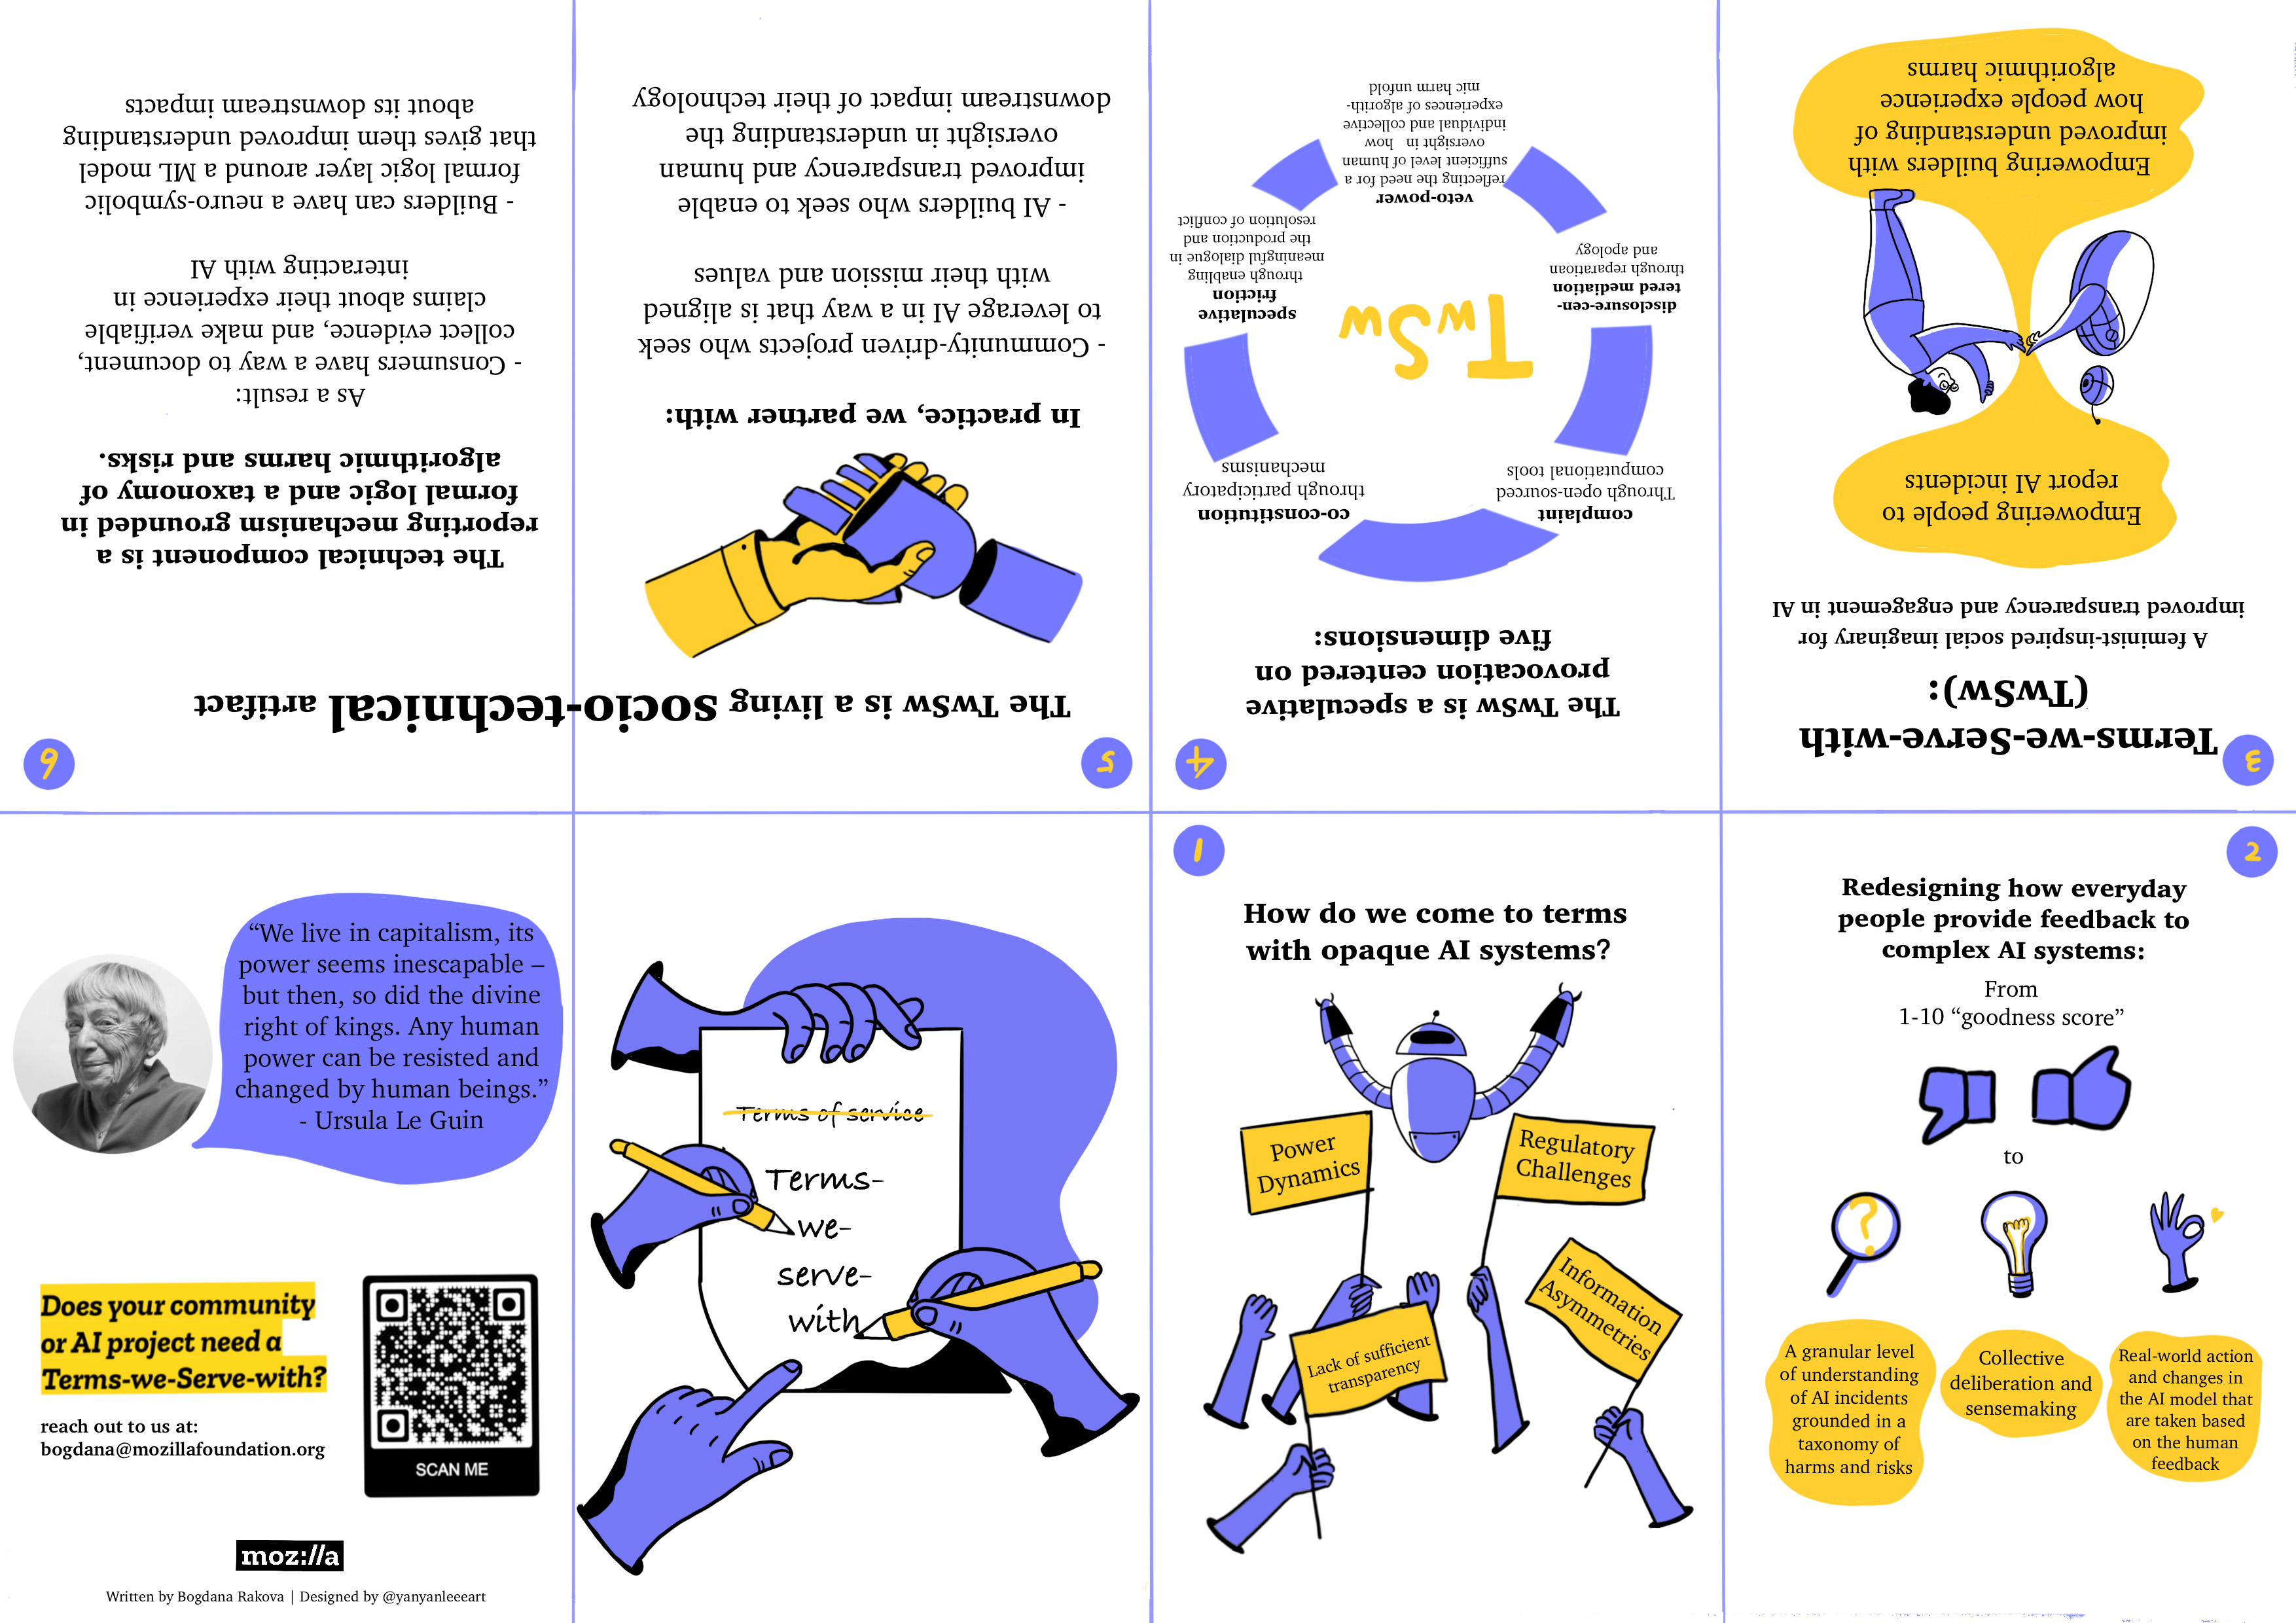 Terms of service
Terms-
we-
serve-
with
1
How do we come to terms
with opaque AI systems?
Power
Dynamics
Regulatory
Challenges
Information
Asymmetries
Lack of sufficient
transparency
2
Redesigning how everyday
people provide feedback to
complex AI systems:
From
1-10 “goodness score”
to
?
A granular level
of understanding
of AI incidents
grounded in a
taxonomy of
harms and risks
Collective
deliberation and
sensemaking
Real-world action
and changes in
the AI model that
are taken based
on the human
feedback
3
Terms-we-Serve-with
(TwSw):
A feminist-inspired social imaginary for
improved transparency and engagement in AI
Empowering people to
report AI incidents
Empowering builders with
improved understanding of
how people experience
algorithmic harms
4
The TwSw is a speculative
provocation centered on
five dimensions:
co-constitution
through participatory
mechanisms
complaint
Through open-sourced
computational tools
TwSw
speculative
friction
through enabling
meaningful dialogue in
the production and
resolution of conflict
disclosure-cen-
tered mediation
through reparatioan
and apology
veto-power
reflecting the need for a
sufficient level of human
oversight in how
individual and collective
experiences of algorith-
mic harm unfold
5
The TwSw is a living socio-technical artifact
In practice, we partner with:
- Community-driven projects who seek
to leverage AI in a way that is aligned
with their mission and values
- AI builders who seek to enable
improved transparency and human
oversight in understanding the
downstream impact of their technology
6
The technical component is a
reporting mechanism grounded in
formal logic and a taxonomy of
algorithmic harms and risks.
As a result:
- Consumers have a way to document,
collect evidence, and make verifiable
claims about their experience in
interacting with AI
- Builders can have a neuro-symbolic
formal logic layer around a ML model
that gives them improved understanding
about its downstream impacts
“We live in capitalism, its
power seems inescapable –
but then, so did the divine
right of kings. Any human
power can be resisted and
changed by human beings.”
- Ursula Le Guin
Does your community
or AI project need a
Terms-we-Serve-with?
reach out to us at:
bogdana@mozillafoundation.org
SCAN ME
moz://a
Written by Bogdana Rakova | Designed by @yanyanleeeart